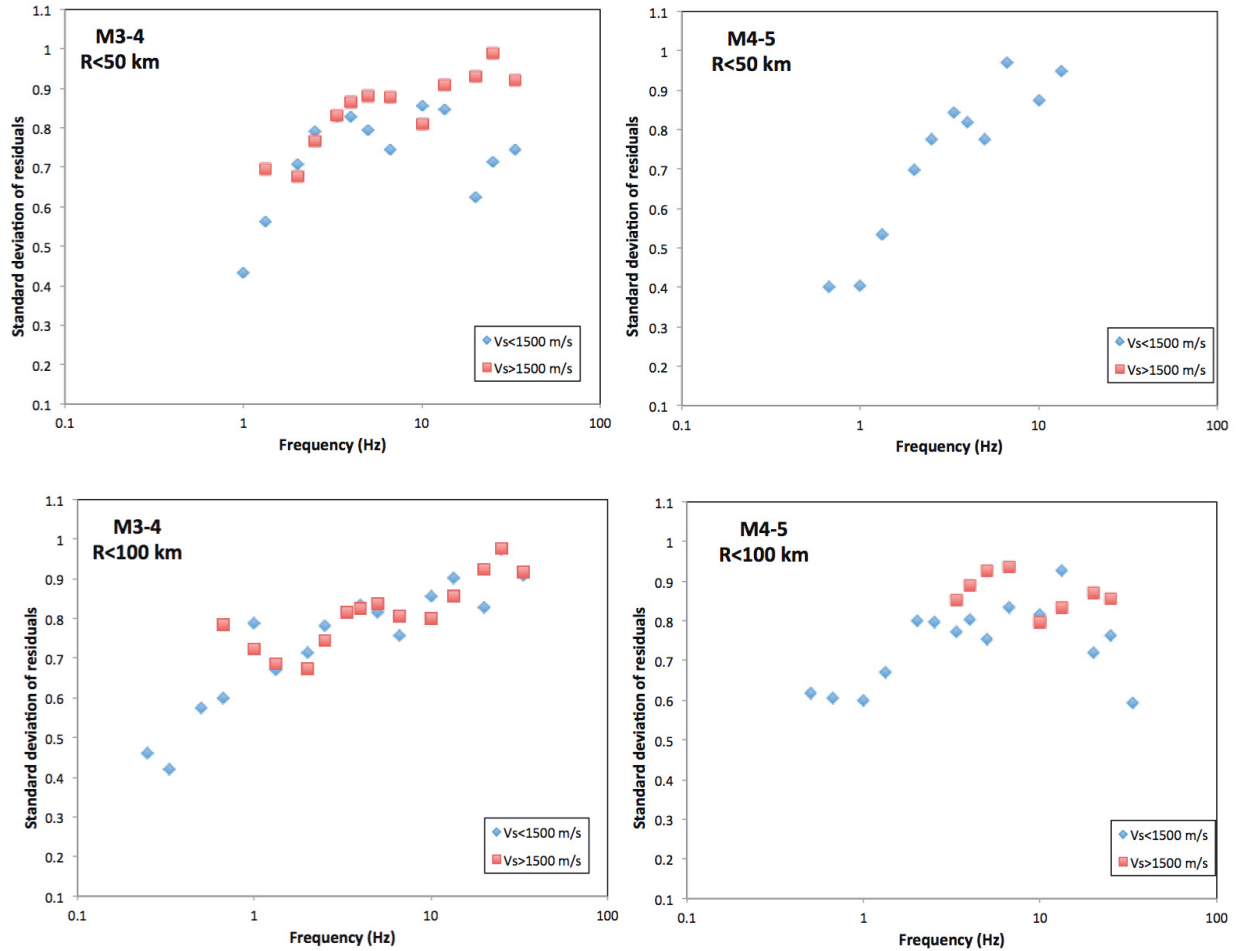 M3-4
R<50 km
Standard deviation of residuals
1.1
1
0.9
0.8
0.7
0.6
0.5
0.4
0.3
0.2
0.1
Vs<1500 m/s
Vs>1500 m/s
0.1 1 10 100
Frequency (Hz)
M4-5
R<50 km
Standard deviation of residuals
1.1
1
0.9
0.8
0.7
0.6
0.5
0.4
0.3
0.2
0.1
Vs<1500 m/s
Vs>1500 m/s
0.1 1 10 100
Frequency (Hz)
M3-4
R<100 km
Standard deviation of residuals
1.1
1
0.9
0.8
0.7
0.6
0.5
0.4
0.3
0.2
0.1
Vs<1500 m/s
Vs>1500 m/s
0.1 1 10 100
Frequency (Hz)
M4-5
R<100 km
Standard deviation of residuals
1.1
1
0.9
0.8
0.7
0.6
0.5
0.4
0.3
0.2
0.1
Vs<1500 m/s
Vs>1500 m/s
0.1 1 10 100
Frequency (Hz)